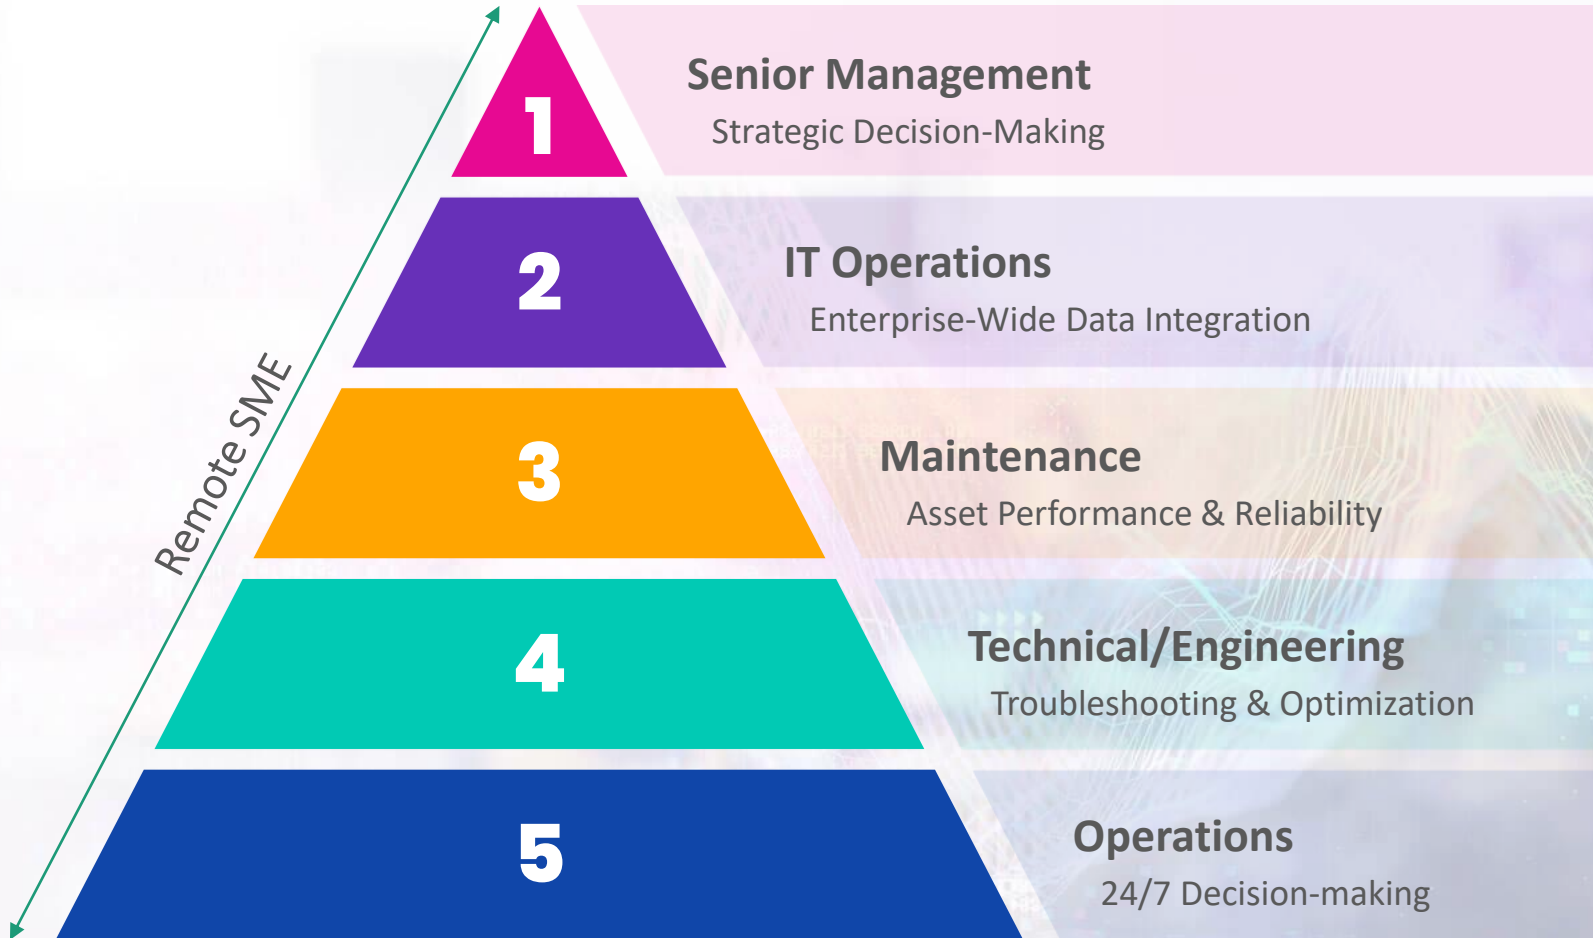 1
Senior Management
Strategic Decision-Making
2
IT Operations
Enterprise-Wide Data Integration
Remote SME
3
Maintenance
Asset Performance & Reliability
4
Technical/Engineering
Troubleshooting & Optimization
5
Operations
24/7 Decision-making